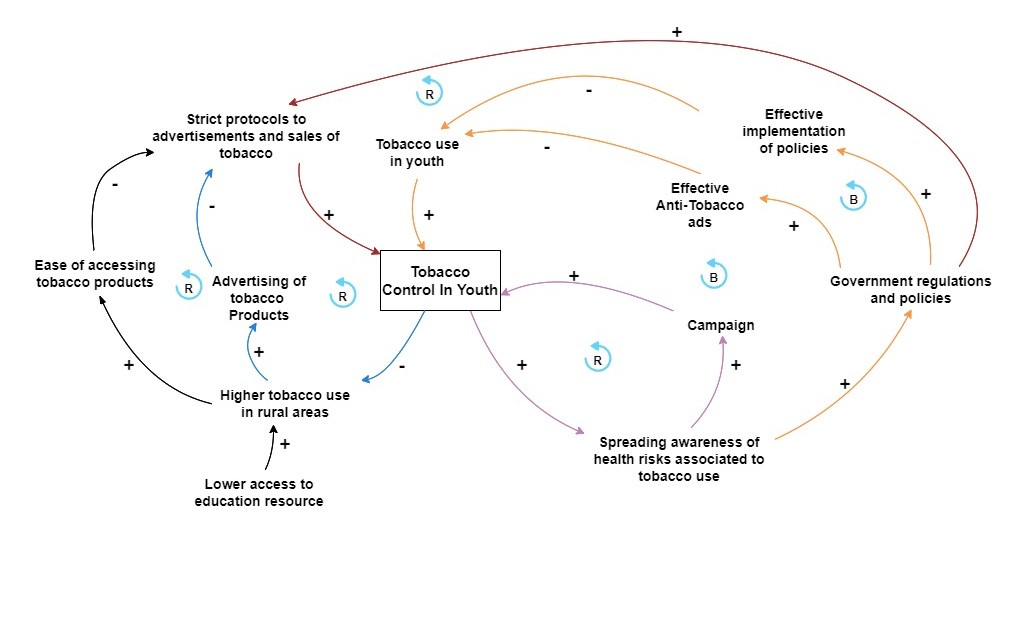 +
R
-
Strict protocols to
advertisements and sales of
tobacco
Effective
implementation
of policies
Tobacco use
in youth
-
-
Effective
Anti-Tobacco
ads
B
+
-
+
+
+
Ease of accessing
tobacco products
R
Advertising of
tobacco
Products
R
Tobacco
Control In Youth
+
B
Government regulations
and policies
Campaign
+
+
-
+
R
+
+
Higher tobacco use
in rural areas
+
Spreading awareness of
health risks associated to
tobacco use
Lower access to
education resource